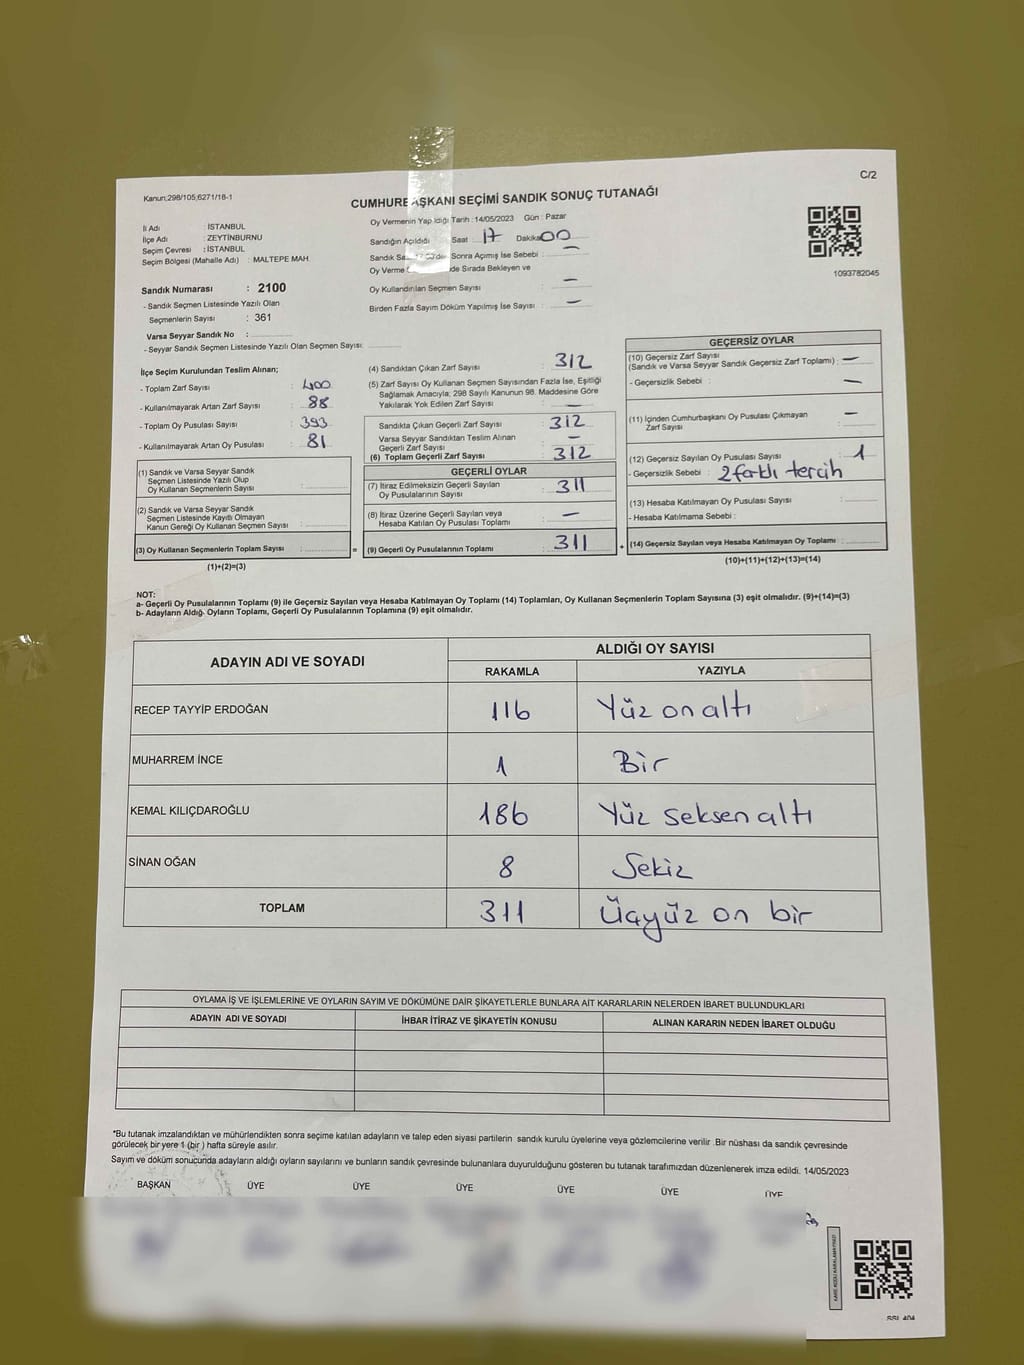 C/2
Kanun;298/105;6271/18-1
CUMHURBAŞKANI SEÇİMİ SANDIK SONUÇ TUTANAĞI
İl Adı : İSTANBUL
İlçe Adı : ZEYTİNBURNU
Seçim Çevresi : İSTANBUL
Seçim Bölgesi (Mahalle Adı) : MALTEPE MAH
Sandık Numarası : 2100
- Sandık Seçmen Listesinde Yazılı Olan
Seçmenlerin Sayısı : 361
Varsa Seyyar Sandık No :
- Seyyar Sandık Seçmen Listesinde Yazılı Olan Seçmen Sayısı:
Oy Vermenin Yapıldığı Tarih :14/05/2023 Gün : Pazar
Sandığın Açıldığı Saat 17 Dakika 00
Sonra Açımış İse Sebebi : —
Oy Verme de Sırada Bekleyen ve
Oy Kullandırılan Seçmen Sayısı : —
Birden Fazla Sayım Döküm Yapılmış İse Sayısı : —
1093782045
İlçe Seçim Kurulundan Teslim Alınan;
- Toplam Zarf Sayısı : 400
- Kullanılmayarak Artan Zarf Sayısı : 88
- Toplam Oy Pusulası Sayısı : 393
- Kullanılmayarak Artan Oy Pusulası : 81
(1) Sandık ve Varsa Seyyar Sandık
Seçmen Listesinde Yazılı Olup
Oy Kullanan Seçmenlerin Sayısı :
(2) Sandık ve Varsa Seyyar Sandık
Seçmen Listesinde Kayıtlı Olmayan
Kanun Gereği Oy Kullanan Seçmen Sayısı :
(3) Oy Kullanan Seçmenlerin Toplam Sayısı :
(1)+(2)=(3)
(4) Sandıktan Çıkan Zarf Sayısı : 312
(5) Zarf Sayısı Oy Kullanan Seçmen Sayısından Fazla İse, Eşitliği
Sağlamak Amacıyla; 298 Sayılı Kanunun 98. Maddesine Göre
Yakılarak Yok Edilen Zarf Sayısı : —
Sandıkta Çıkan Geçerli Zarf Sayısı : 312
Varsa Seyyar Sandıktan Teslim Alınan
Geçerli Zarf Sayısı : —
(6) Toplam Geçerli Zarf Sayısı : 312
GEÇERLİ OYLAR
(7) İtiraz Edilmeksizin Geçerli Sayılan
Oy Pusulalarının Sayısı : 311
(8) İtiraz Üzerine Geçerli Sayılan veya
Hesaba Katılan Oy Pusulası Toplamı : —
= (9) Geçerli Oy Pusulalarının Toplamı : 311
GEÇERSİZ OYLAR
(10) Geçersiz Zarf Sayısı
(Sandık ve Varsa Seyyar Sandık Geçersiz Zarf Toplamı) : —
- Geçersizlik Sebebi : —
(11) İçinden Cumhurbaşkanı Oy Pusulası Çıkmayan
Zarf Sayısı : —
(12) Geçersiz Sayılan Oy Pusulası Sayısı : 1
- Geçersizlik Sebebi : 2 farklı tercih
(13) Hesaba Katılmayan Oy Pusulası Sayısı :
- Hesaba Katılmama Sebebi :
+ (14) Geçersiz Sayılan veya Hesaba Katılmayan Oy Toplamı :
(10)+(11)+(12)+(13)=(14)
NOT:
a- Geçerli Oy Pusulalarının Toplamı (9) ile Geçersiz Sayılan veya Hesaba Katılmayan Oy Toplamı (14) Toplamları, Oy Kullanan Seçmenlerin Toplam Sayısına (3) eşit olmalıdır. (9)+(14)=(3)
b- Adayların Aldığı Oyların Toplamı, Geçerli Oy Pusulalarının Toplamına (9) eşit olmalıdır.
ADAYIN ADI VE SOYADI
ALDIĞI OY SAYISI
RAKAMLA YAZIYLA
RECEP TAYYİP ERDOĞAN 116 Yüz on altı
MUHARREM İNCE 1 Bir
KEMAL KILIÇDAROĞLU 186 Yüz seksen altı
SİNAN OĞAN 8 Sekiz
TOPLAM 311 Üçyüz on bir
OYLAMA İŞ VE İŞLEMLERİNE VE OYLARIN SAYIM VE DÖKÜMÜNE DAİR ŞİKAYETLERLE BUNLARA AİT KARARLARIN NELERDEN İBARET BULUNDUKLARI
ADAYIN ADI VE SOYADI İHBAR İTİRAZ VE ŞİKAYETİN KONUSU ALINAN KARARIN NEDEN İBARET OLDUĞU
*Bu tutanak imzalandıktan ve mühürlendikten sonra seçime katılan adayların ve talep eden siyasi partilerin sandık kurulu üyelerine veya gözlemcilerine verilir .Bir nüshası da sandık çevresinde
görülecek bir yere 1 (bir ) hafta süreyle asılır.
Sayım ve döküm sonucunda adayların aldığı oyların sayılarını ve bunların sandık çevresinde bulunanlara duyurulduğunu gösteren bu tutanak tarafımızdan düzenlenerek imza edildi. 14/05/2023
BAŞKAN ÜYE ÜYE ÜYE ÜYE ÜYE ÜYE